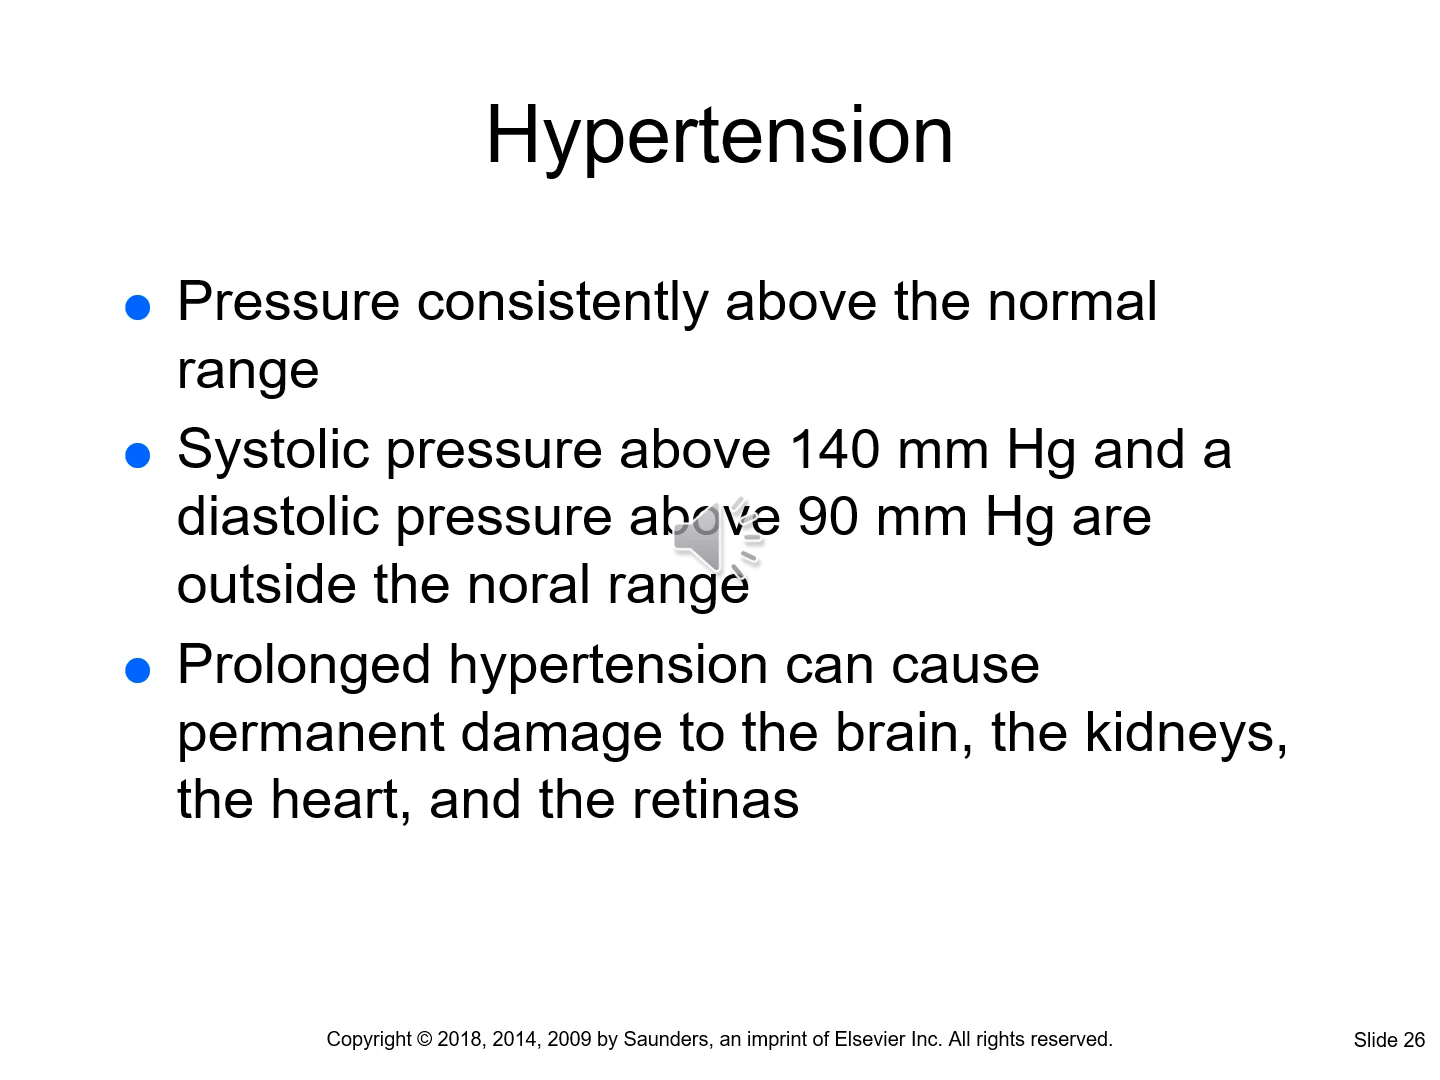 Hypertension
● Pressure consistently above the normal
range
● Systolic pressure above 140 mm Hg and a
diastolic pressure above 90 mm Hg are
outside the noral range
● Prolonged hypertension can cause
permanent damage to the brain, the kidneys,
the heart, and the retinas
Copyright © 2018, 2014, 2009 by Saunders, an imprint of Elsevier Inc. All rights reserved.
Slide 26